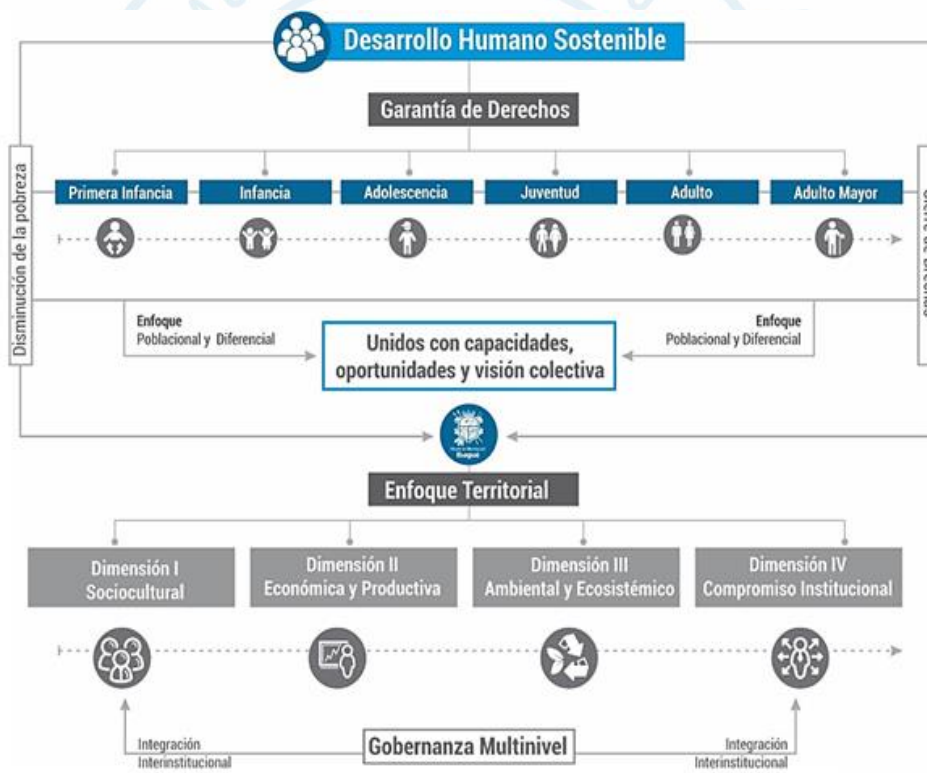 Desarrollo Humano Sostenible
Garantía de Derechos
Disminución de la pobreza
Primera Infancia
Infancia
Adolescencia
Juventud
Adulto
Adulto Mayor
Enfoque
Poblacional y Diferencial
Enfoque
Poblacional y Diferencial
Unidos con capacidades,
oportunidades y visión colectiva
Ibagué
Enfoque Territorial
Dimensión I
Sociocultural
Dimensión II
Económica y Productiva
Dimensión III
Ambiental y Ecosistémico
Dimensión IV
Compromiso Institucional
Integración
Interinstitucional
Gobernanza Multinivel
Integración
Interinstitucional